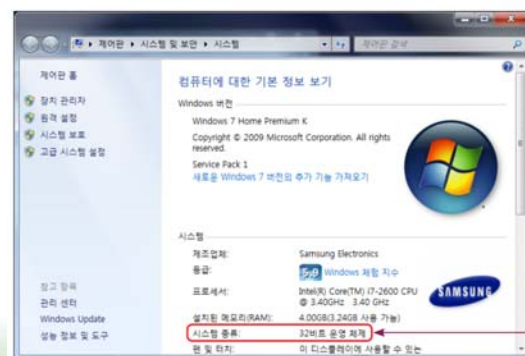 제어판 ▸ 시스템 및 보안 ▸ 시스템
제어판 검색
제어판 홈
장치 관리자
원격 설정
시스템 보호
고급 시스템 설정
참고 항목
관리 센터
Windows Update
성능 정보 및 도구
컴퓨터에 대한 기본 정보 보기
Windows 버전
Windows 7 Home Premium K
Copyright © 2009 Microsoft Corporation. All rights
reserved.
Service Pack 1
새로운 Windows 7 버전의 추가 기능 가져오기
시스템
제조업체: Samsung Electronics
등급: 5,9 Windows 체험 지수
프로세서: Intel(R) Core(TM) i7-2600 CPU
@ 3.40GHz 3.40 GHz
설치된 메모리(RAM): 4.00GB(3.24GB 사용 가능)
시스템 종류: 32비트 운영 체제
펜 및 터치: 이 디스플레이에 사용할 수 있는
SAMSUNG